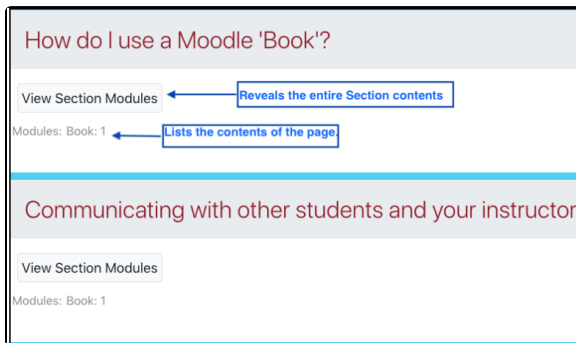 How do I use a Moodle 'Book'?
View Section Modules
Reveals the entire Section contents
Modules: Book: 1
Lists the contents of the page.
Communicating with other students and your instructor
View Section Modules
Modules: Book: 1